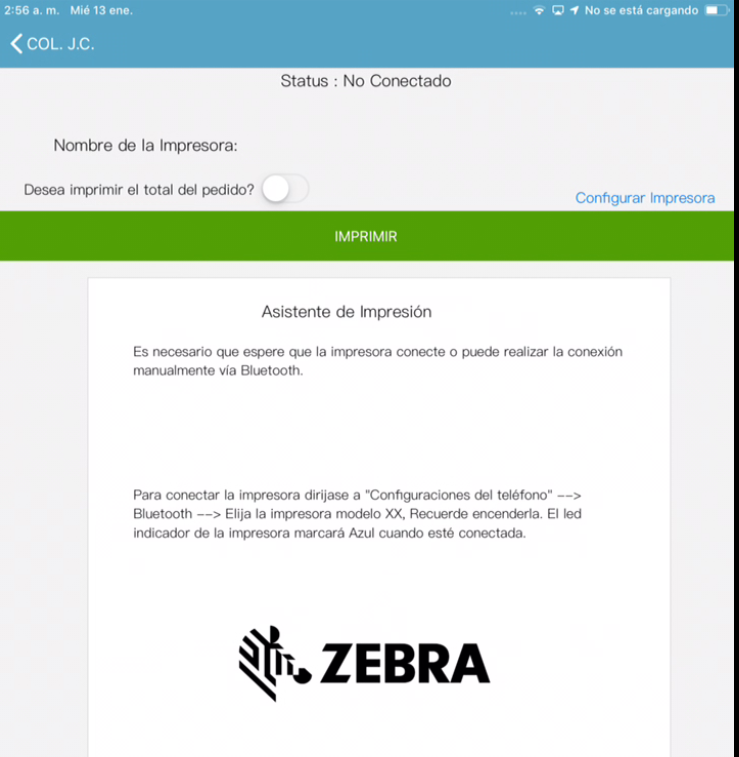 2:56 a. m. Mié 13 ene.
No se está cargando
COL. J.C.
Status : No Conectado
Nombre de la Impresora:
Desea imprimir el total del pedido?
Configurar Impresora
IMPRIMIR
Asistente de Impresión
Es necesario que espere que la impresora conecte o puede realizar la conexión
manualmente vía Bluetooth.
Para conectar la impresora dirijase a "Configuraciones del teléfono" -->
Bluetooth --> Elija la impresora modelo XX, Recuerde encenderla. El led
indicador de la impresora marcará Azul cuando esté conectada.
ZEBRA